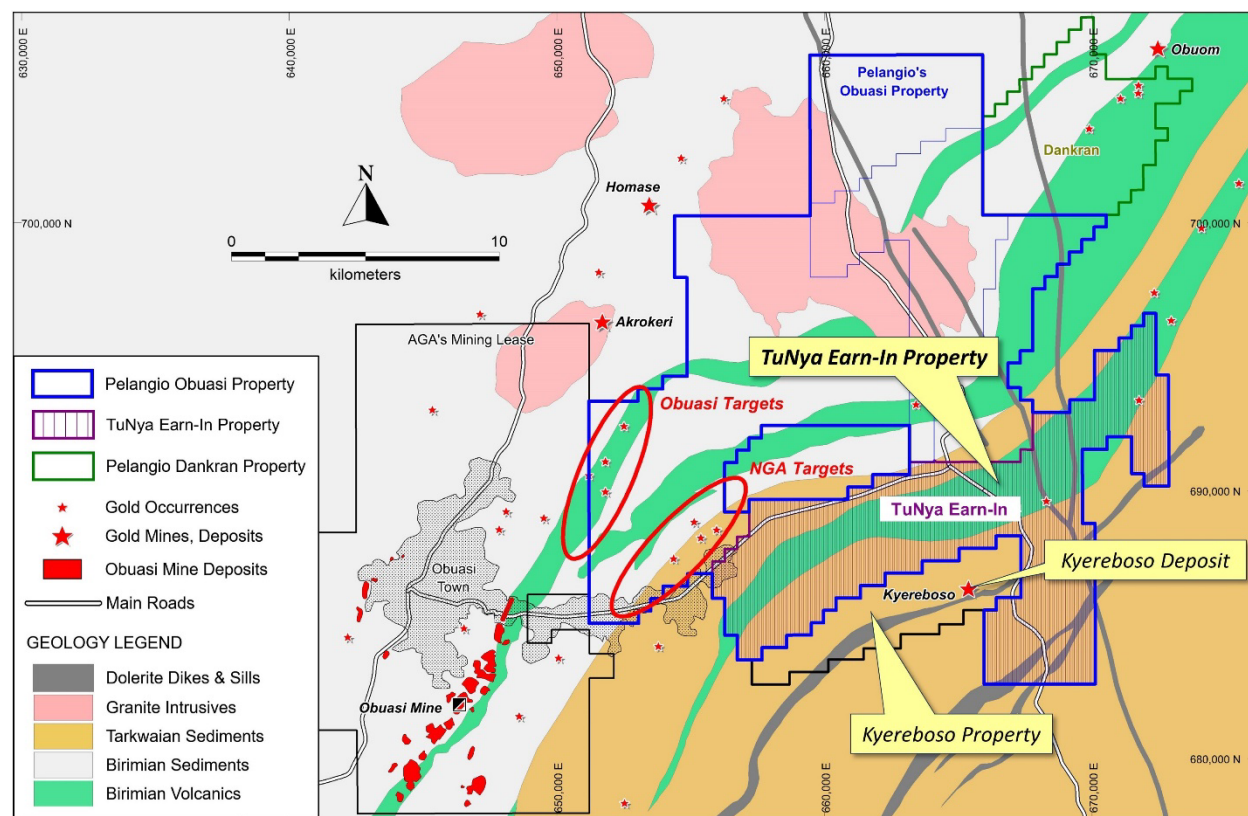 630,000 E
640,000 E
650,000 E
660,000 E
670,000 E
Obuom
Pelangio's
Obuasi Property
Dankran
N
Homase
700,000 N
700,000 N
0
10
kilometers
Akrokeri
AGA's Mining Lease
TuNya Earn-In Property
Obuasi Targets
NGA Targets
690,000 N
TuNya Earn-In
Kyereboso Deposit
Kyereboso
Obuasi
Town
Obuasi Mine
Kyereboso Property
680,000 N
650,000 E
660,000 E
670,000 E
Pelangio Obuasi Property
TuNya Earn-In Property
Pelangio Dankran Property
Gold Occurrences
Gold Mines, Deposits
Obuasi Mine Deposits
Main Roads
GEOLOGY LEGEND
Dolerite Dikes & Sills
Granite Intrusives
Tarkwaian Sediments
Birimian Sediments
Birimian Volcanics